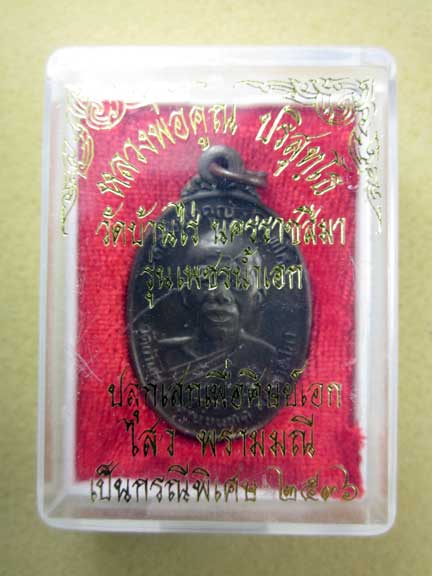 หลวงพ่อคูณ ปริสุทฺโธ
วัดบ้านไร่ นครราชสีมา
รุ่นเพชรน้ำเอก
ปลุกเสกเมื่อศิษย์เอก
ไสว พราหมณี
เป็นกรณีพิเศษ ๒๕๓๖